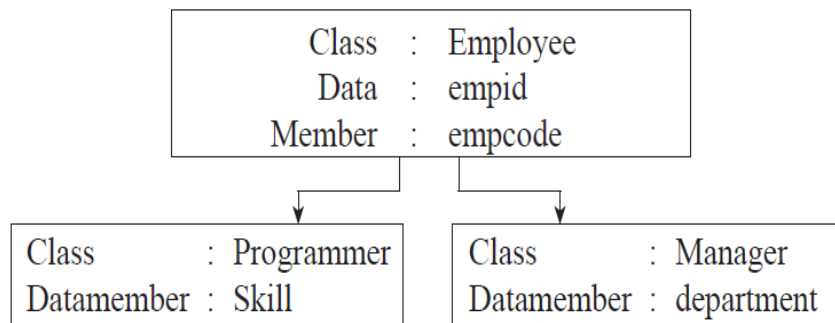 Class : Employee
Data : empid
Member : empcode
Class : Programmer
Datamember : Skill
Class : Manager
Datamember : department